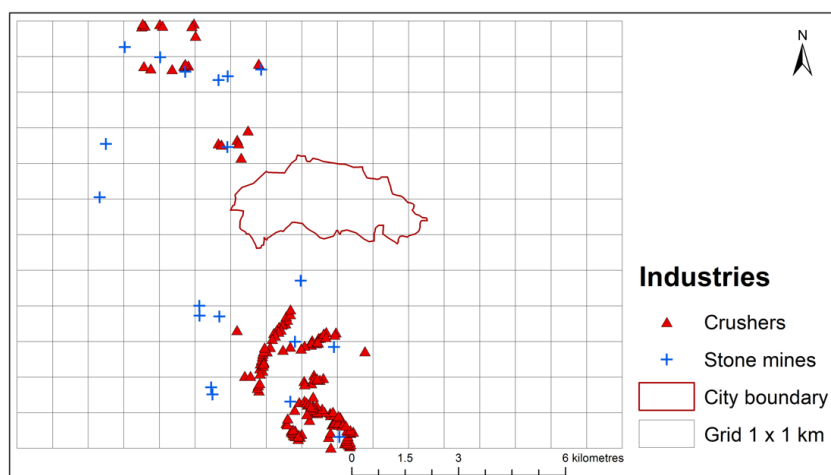 N
Industries
Crushers
Stone mines
City boundary
Grid 1 x 1 km
0 1.5 3 6 kilometres